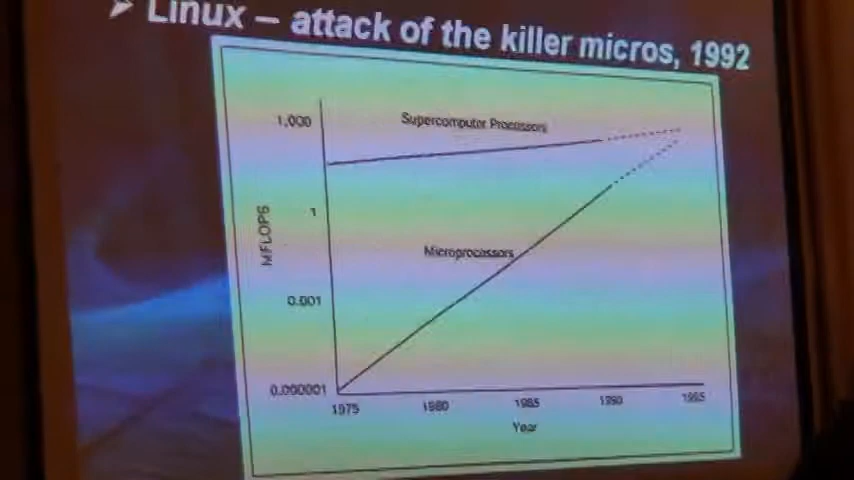 ➤ Linux – attack of the killer micros, 1992
1,000
Supercomputer Processors
MFLOPS
1
Microprocessors
0.001
0.000001
1975 1980 1985 1990 1995
Year